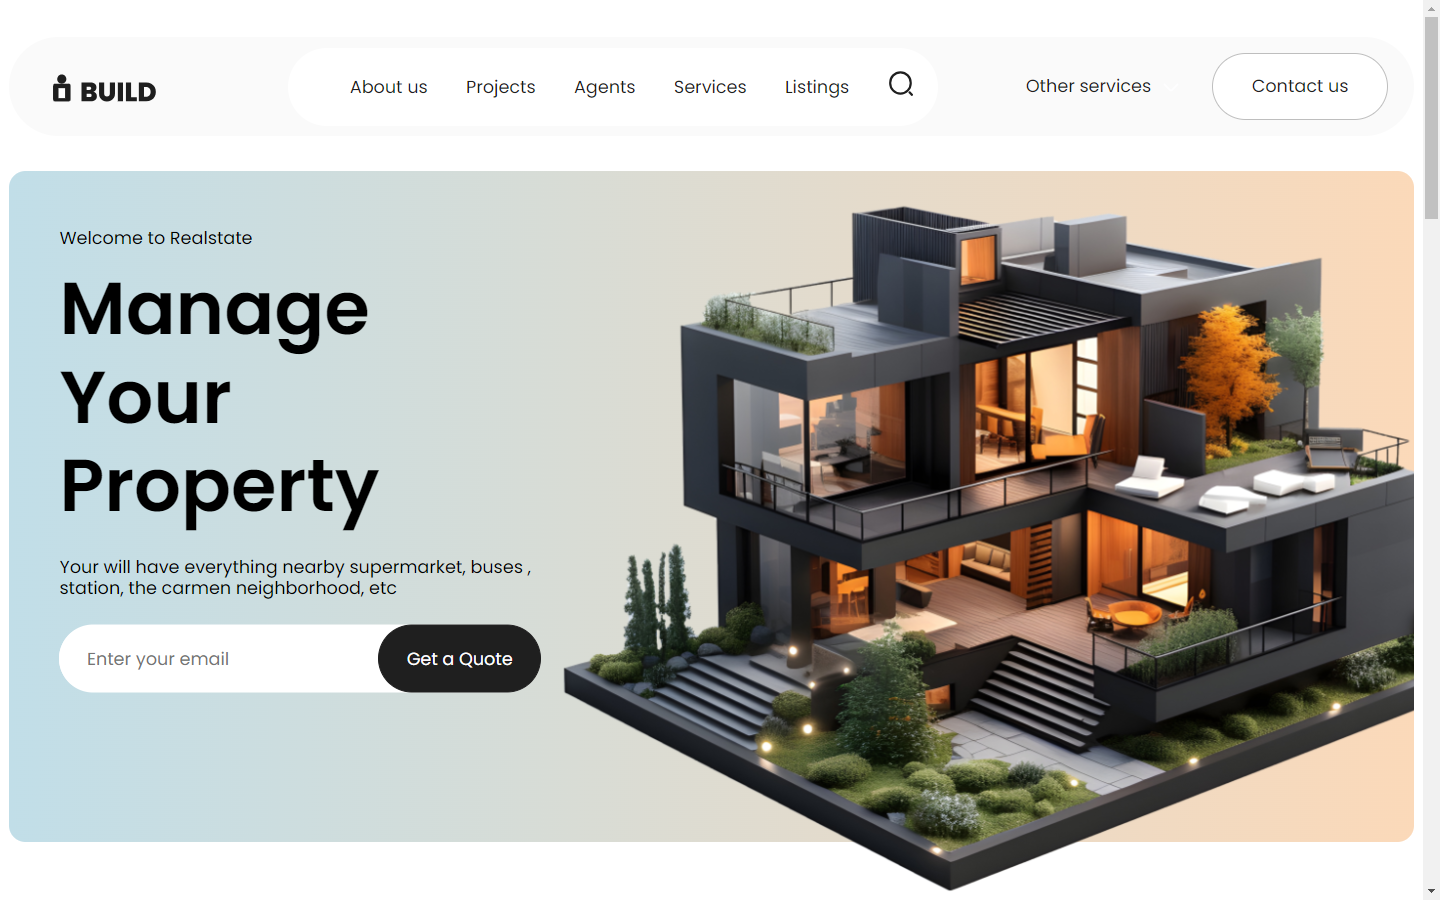 BUILD
About us
Projects
Agents
Services
Listings
Other services
Contact us
Welcome to Realstate
Manage
Your
Property
Your will have everything nearby supermarket, buses ,
station, the carmen neighborhood, etc
Enter your email
Get a Quote